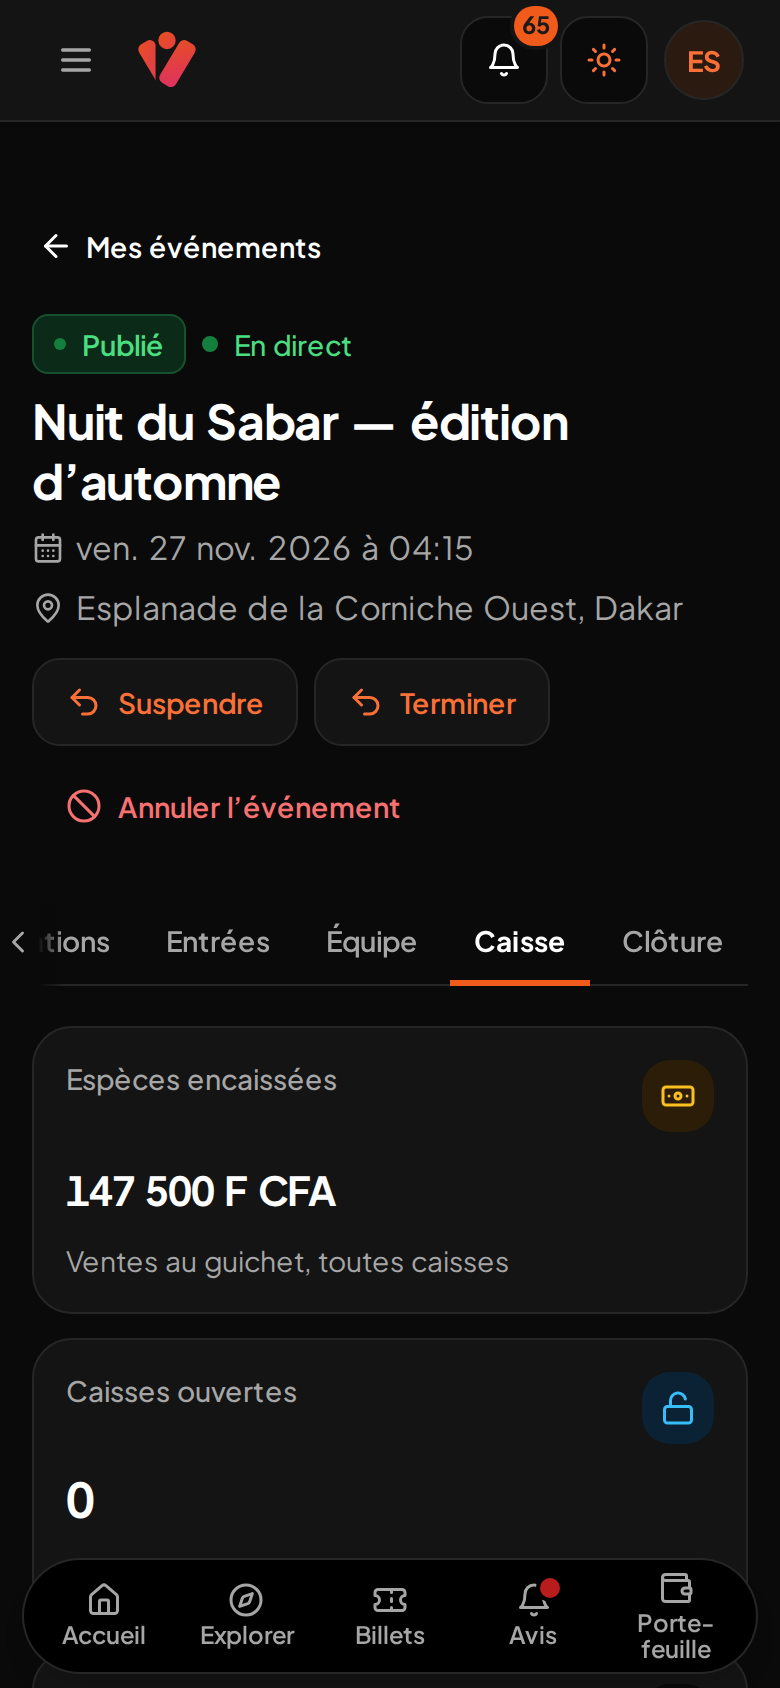 65
ES
Mes événements
Publié
En direct
Nuit du Sabar — édition
d’automne
ven. 27 nov. 2026 à 04:15
Esplanade de la Corniche Ouest, Dakar
Suspendre
Terminer
Annuler l’événement
tions
Entrées
Équipe
Caisse
Clôture
Espèces encaissées
147 500 F CFA
Ventes au guichet, toutes caisses
Caisses ouvertes
0
Accueil
Explorer
Billets
Avis
Porte-
feuille